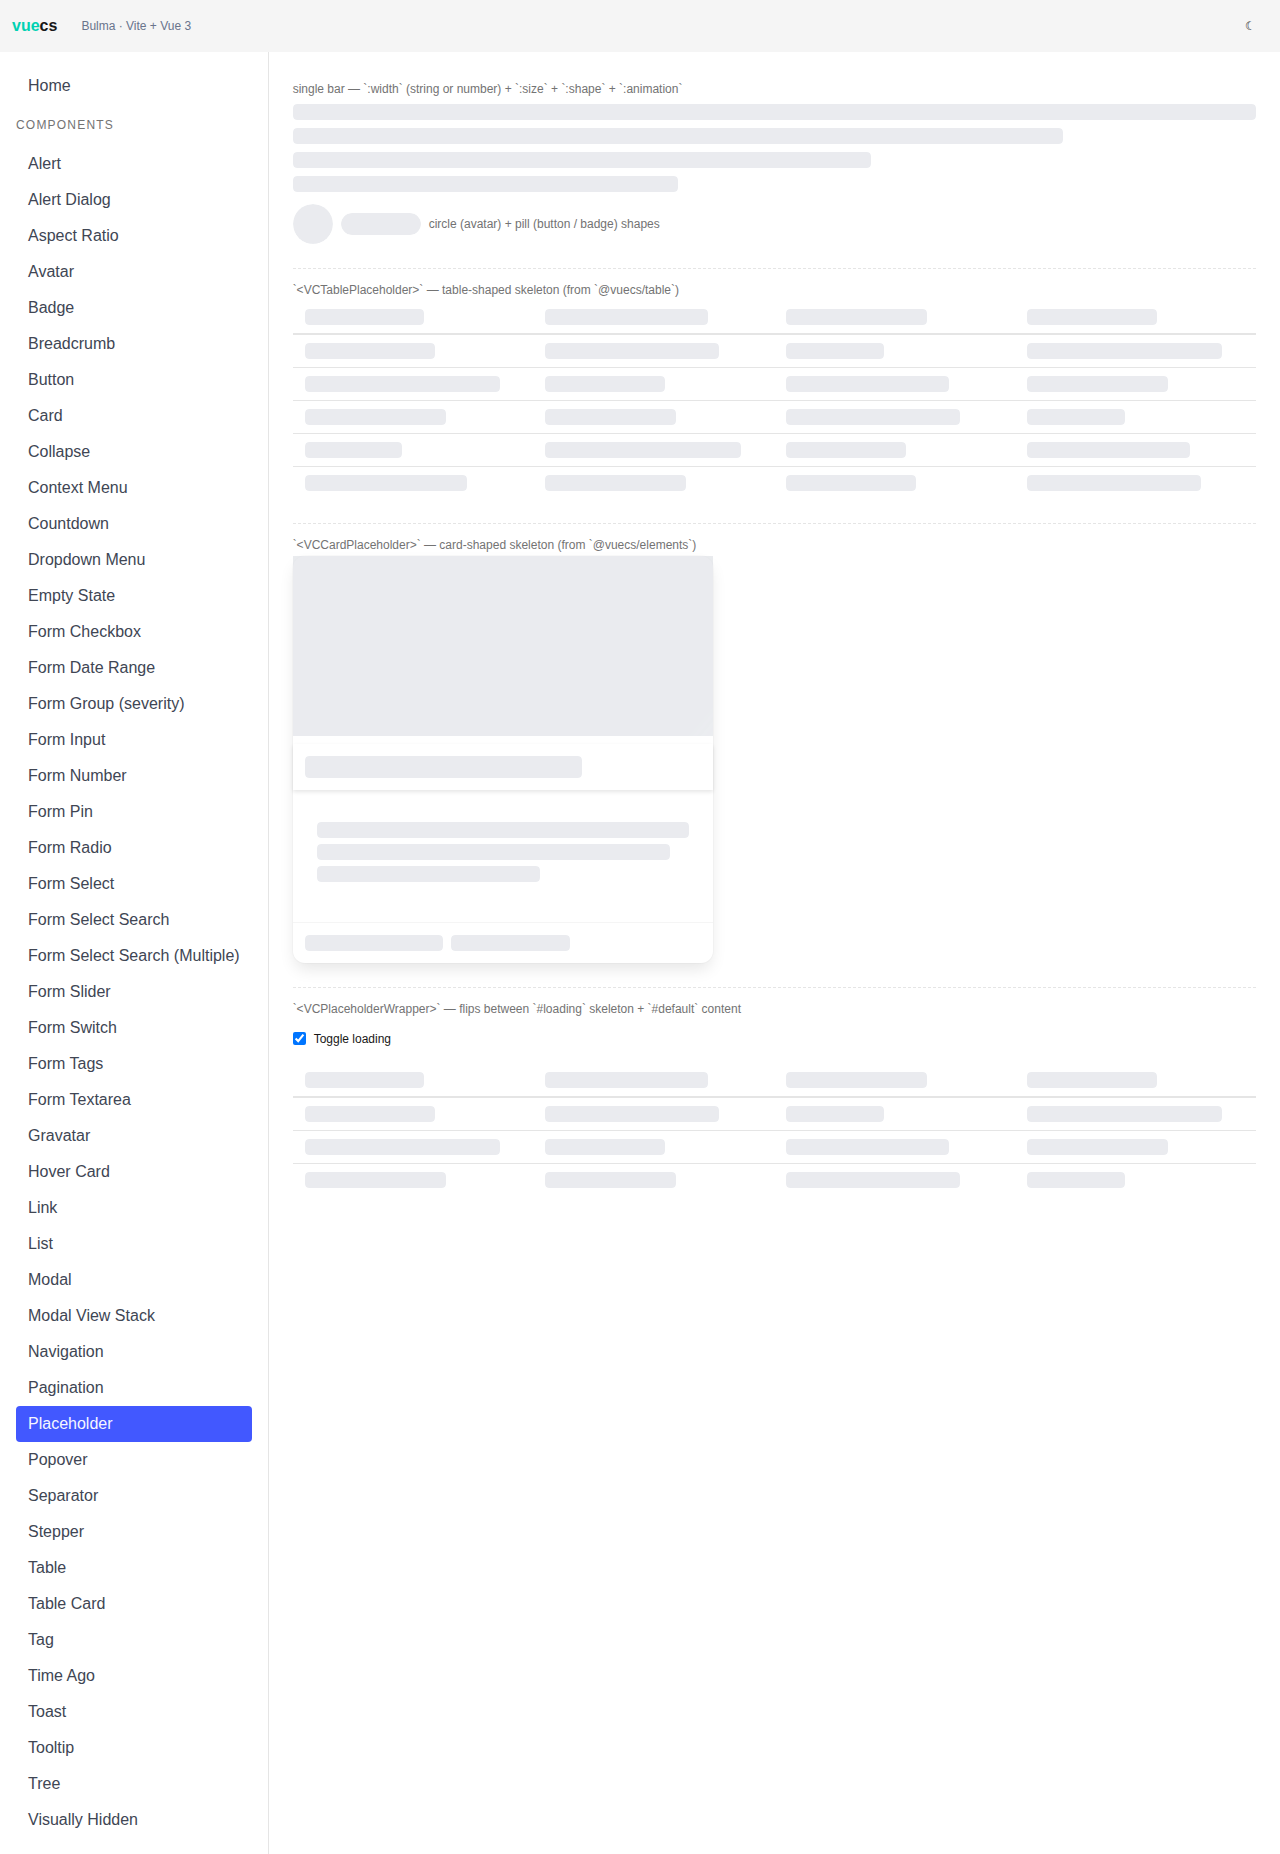 vuecs
Bulma · Vite + Vue 3
Home
COMPONENTS
Alert
Alert Dialog
Aspect Ratio
Avatar
Badge
Breadcrumb
Button
Card
Collapse
Context Menu
Countdown
Dropdown Menu
Empty State
Form Checkbox
Form Date Range
Form Group (severity)
Form Input
Form Number
Form Pin
Form Radio
Form Select
Form Select Search
Form Select Search (Multiple)
Form Slider
Form Switch
Form Tags
Form Textarea
Gravatar
Hover Card
Link
List
Modal
Modal View Stack
Navigation
Pagination
Placeholder
Popover
Separator
Stepper
Table
Table Card
Tag
Time Ago
Toast
Tooltip
Tree
Visually Hidden
single bar — `:width` (string or number) + `:size` + `:shape` + `:animation`
circle (avatar) + pill (button / badge) shapes
`<VCTablePlaceholder>` — table-shaped skeleton (from `@vuecs/table`)
`<VCCardPlaceholder>` — card-shaped skeleton (from `@vuecs/elements`)
`<VCPlaceholderWrapper>` — flips between `#loading` skeleton + `#default` content
Toggle loading